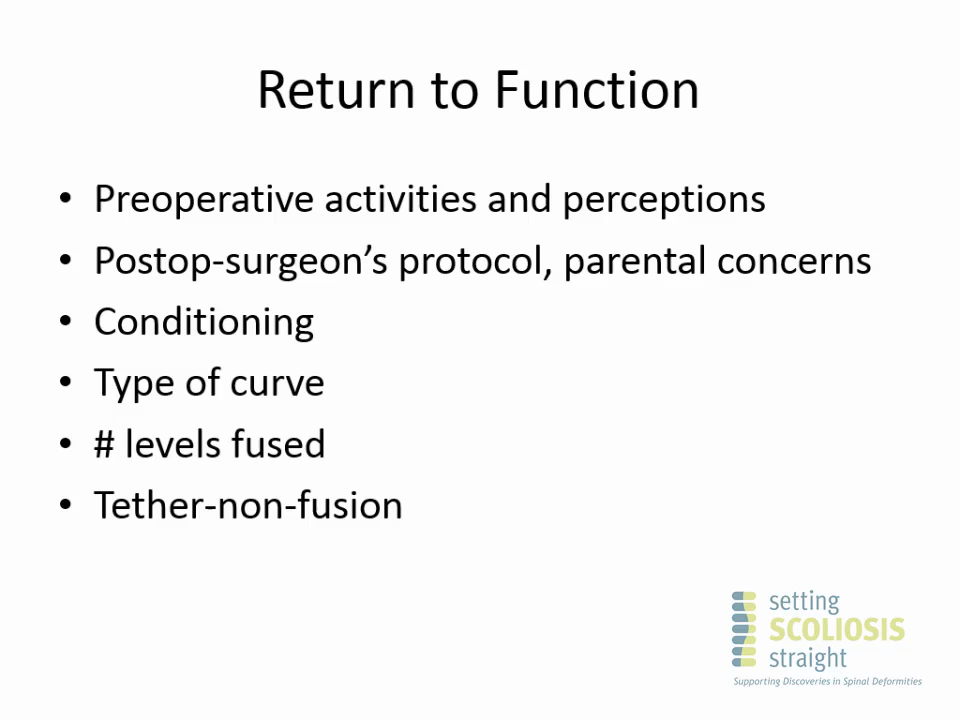 Return to Function
• Preoperative activities and perceptions
• Postop-surgeon’s protocol, parental concerns
• Conditioning
• Type of curve
• # levels fused
• Tether-non-fusion
setting
SCOLIOSIS
straight
Supporting Discoveries in Spinal Deformities